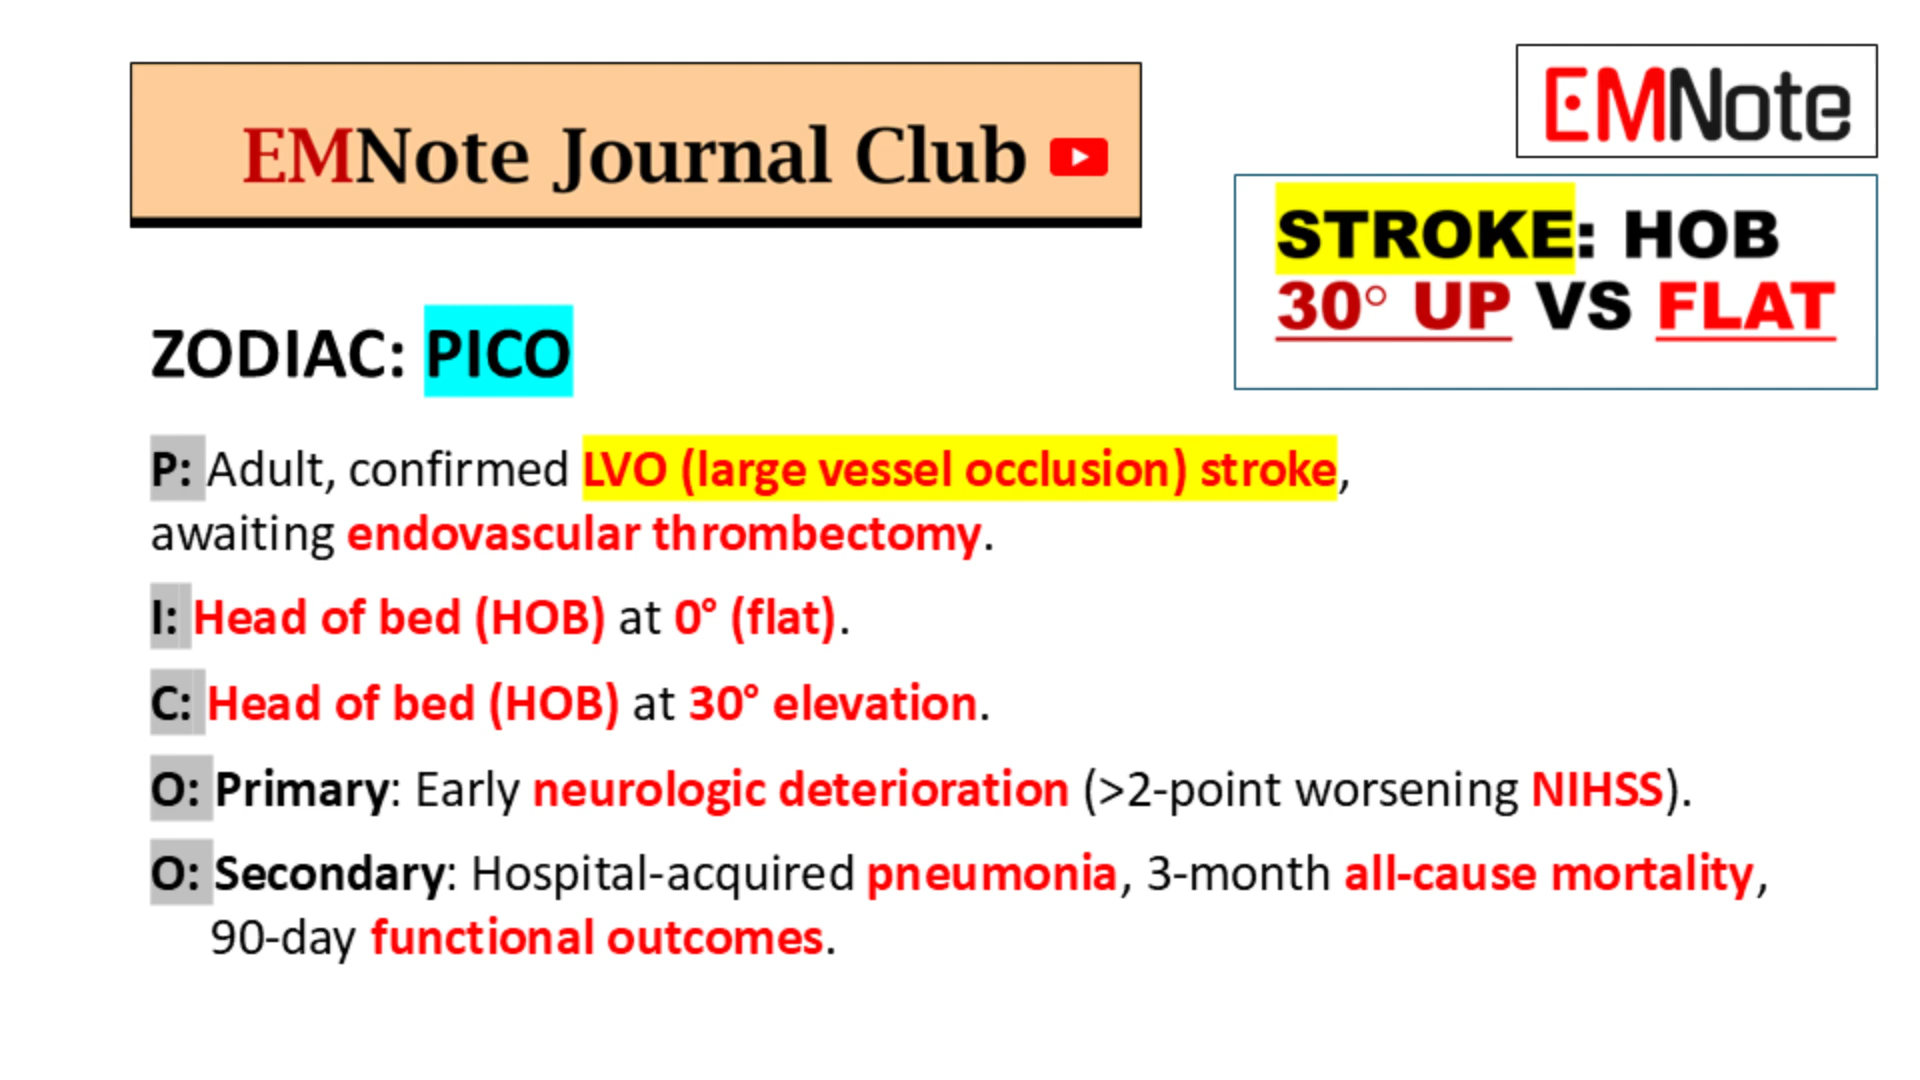 EMNote Journal Club
EMNote
STROKE: HOB
30° UP VS FLAT
ZODIAC: PICO
P: Adult, confirmed LVO (large vessel occlusion) stroke,
awaiting endovascular thrombectomy.
I: Head of bed (HOB) at 0° (flat).
C: Head of bed (HOB) at 30° elevation.
O: Primary: Early neurologic deterioration (>2-point worsening NIHSS).
O: Secondary: Hospital-acquired pneumonia, 3-month all-cause mortality,
90-day functional outcomes.